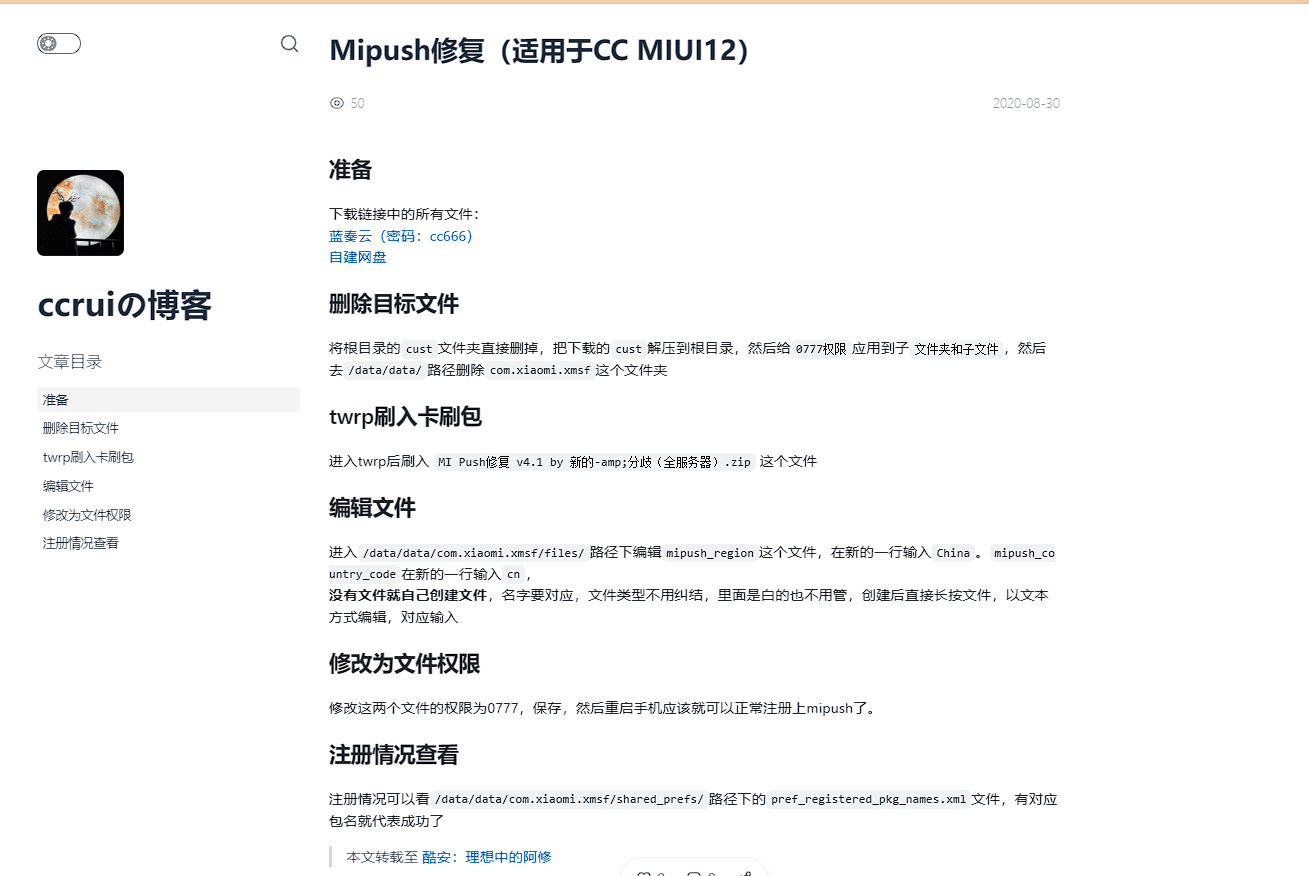 Mipush修复（适用于CC MIUI12）
50
2020-08-30
ccruiの博客
文章目录
准备
删除目标文件
twrp刷入卡刷包
编辑文件
修改为文件权限
注册情况查看
准备
下载链接中的所有文件：
蓝奏云（密码：cc666）
自建网盘
删除目标文件
将根目录的 cust 文件夹直接删掉，把下载的 cust 解压到根目录，然后给 0777权限 应用到子 文件夹和子文件 ，然后
去 /data/data/ 路径删除 com.xiaomi.xmsf 这个文件夹
twrp刷入卡刷包
进入twrp后刷入 MI Push修复 v4.1 by 新的-amp;分歧（全服务器）.zip 这个文件
编辑文件
进入 /data/data/com.xiaomi.xmsf/files/ 路径下编辑 mipush_region 这个文件，在新的一行输入 China 。 mipush_co
untry_code 在新的一行输入 cn ，
没有文件就自己创建文件，名字要对应，文件类型不用纠结，里面是白的也不用管，创建后直接长按文件，以文本
方式编辑，对应输入
修改为文件权限
修改这两个文件的权限为0777，保存，然后重启手机应该就可以正常注册上mipush了。
注册情况查看
注册情况可以看 /data/data/com.xiaomi.xmsf/shared_prefs/ 路径下的 pref_registered_pkg_names.xml 文件，有对应
包名就代表成功了
本文转载至 酷安：理想中的阿修